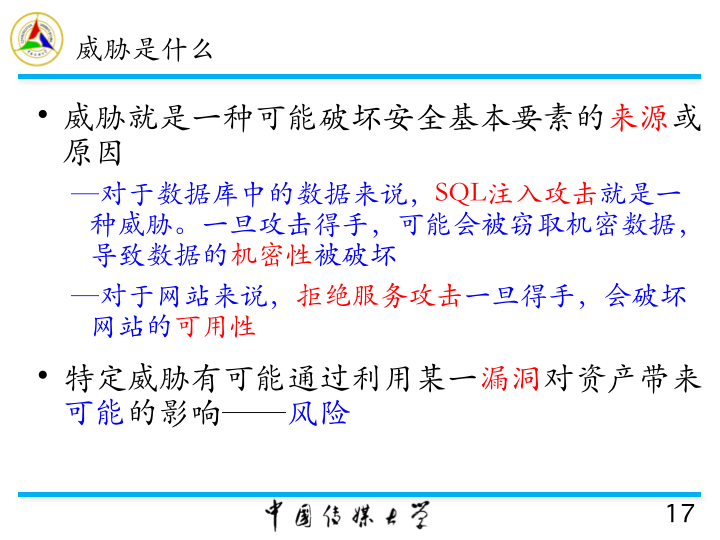 威胁是什么
• 威胁就是一种可能破坏安全基本要素的来源或
原因
—对于数据库中的数据来说，SQL注入攻击就是一
种威胁。一旦攻击得手，可能会被窃取机密数据，
导致数据的机密性被破坏
—对于网站来说，拒绝服务攻击一旦得手，会破坏
网站的可用性
• 特定威胁有可能通过利用某一漏洞对资产带来
可能的影响——风险
中国传媒大学
17